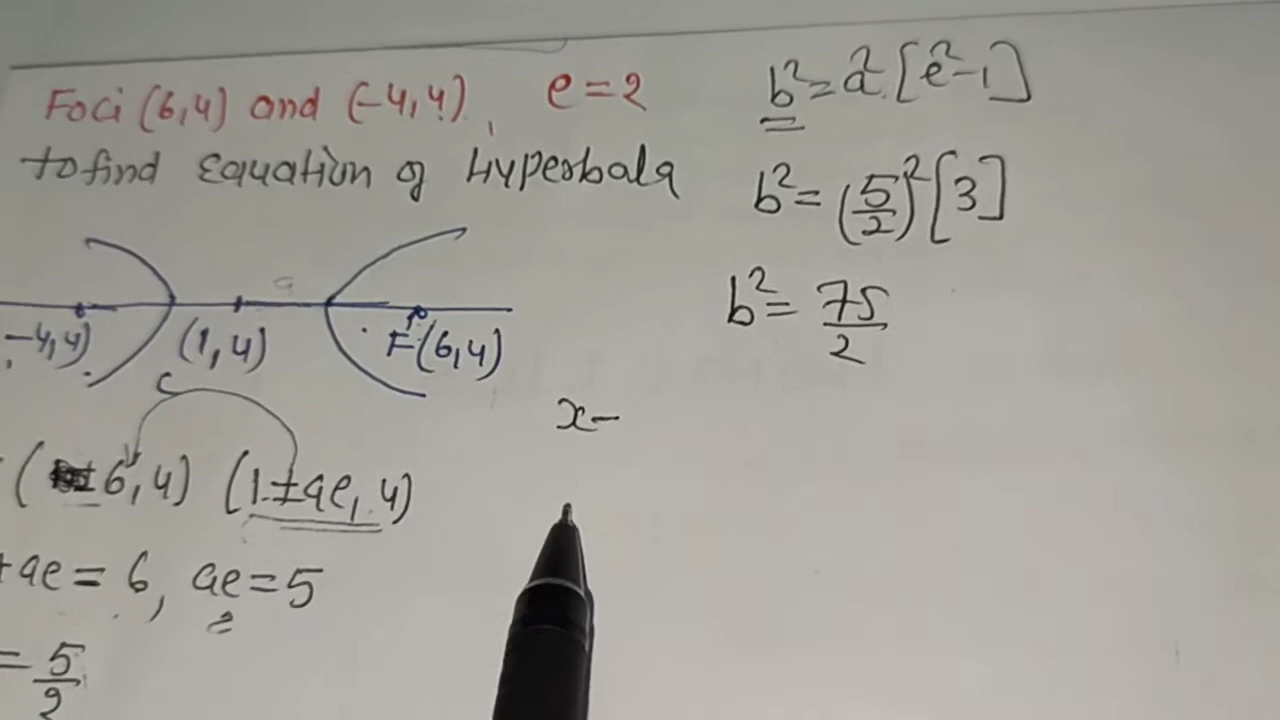 Foci (6,4) and (-4,4), e=2
to find Equation of Hyperbola
-4,4)
(1,4)
F(6,4)
C
a
(±6,4) (1±ae, 4)
+ae = 6, ae=5
= 5/2
b²=a²[e²-1]
b²= (5/2)²[3]
b²= 75/2
x-